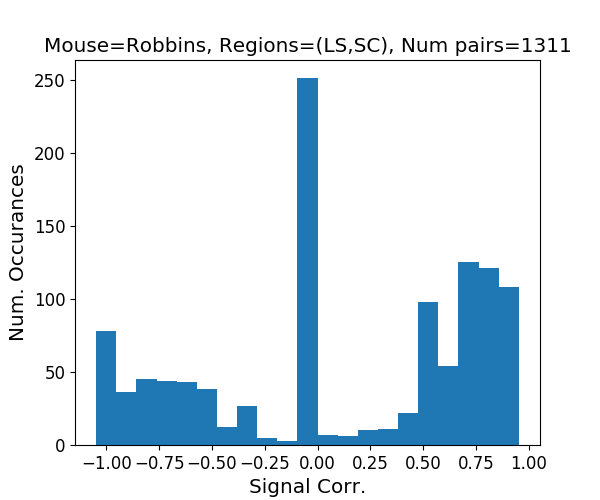 Mouse=Robbins, Regions=(LS,SC), Num pairs=1311
250
200
150
100
50
0
Num. Occurances
−1.00 −0.75 −0.50 −0.25 0.00 0.25 0.50 0.75 1.00
Signal Corr.